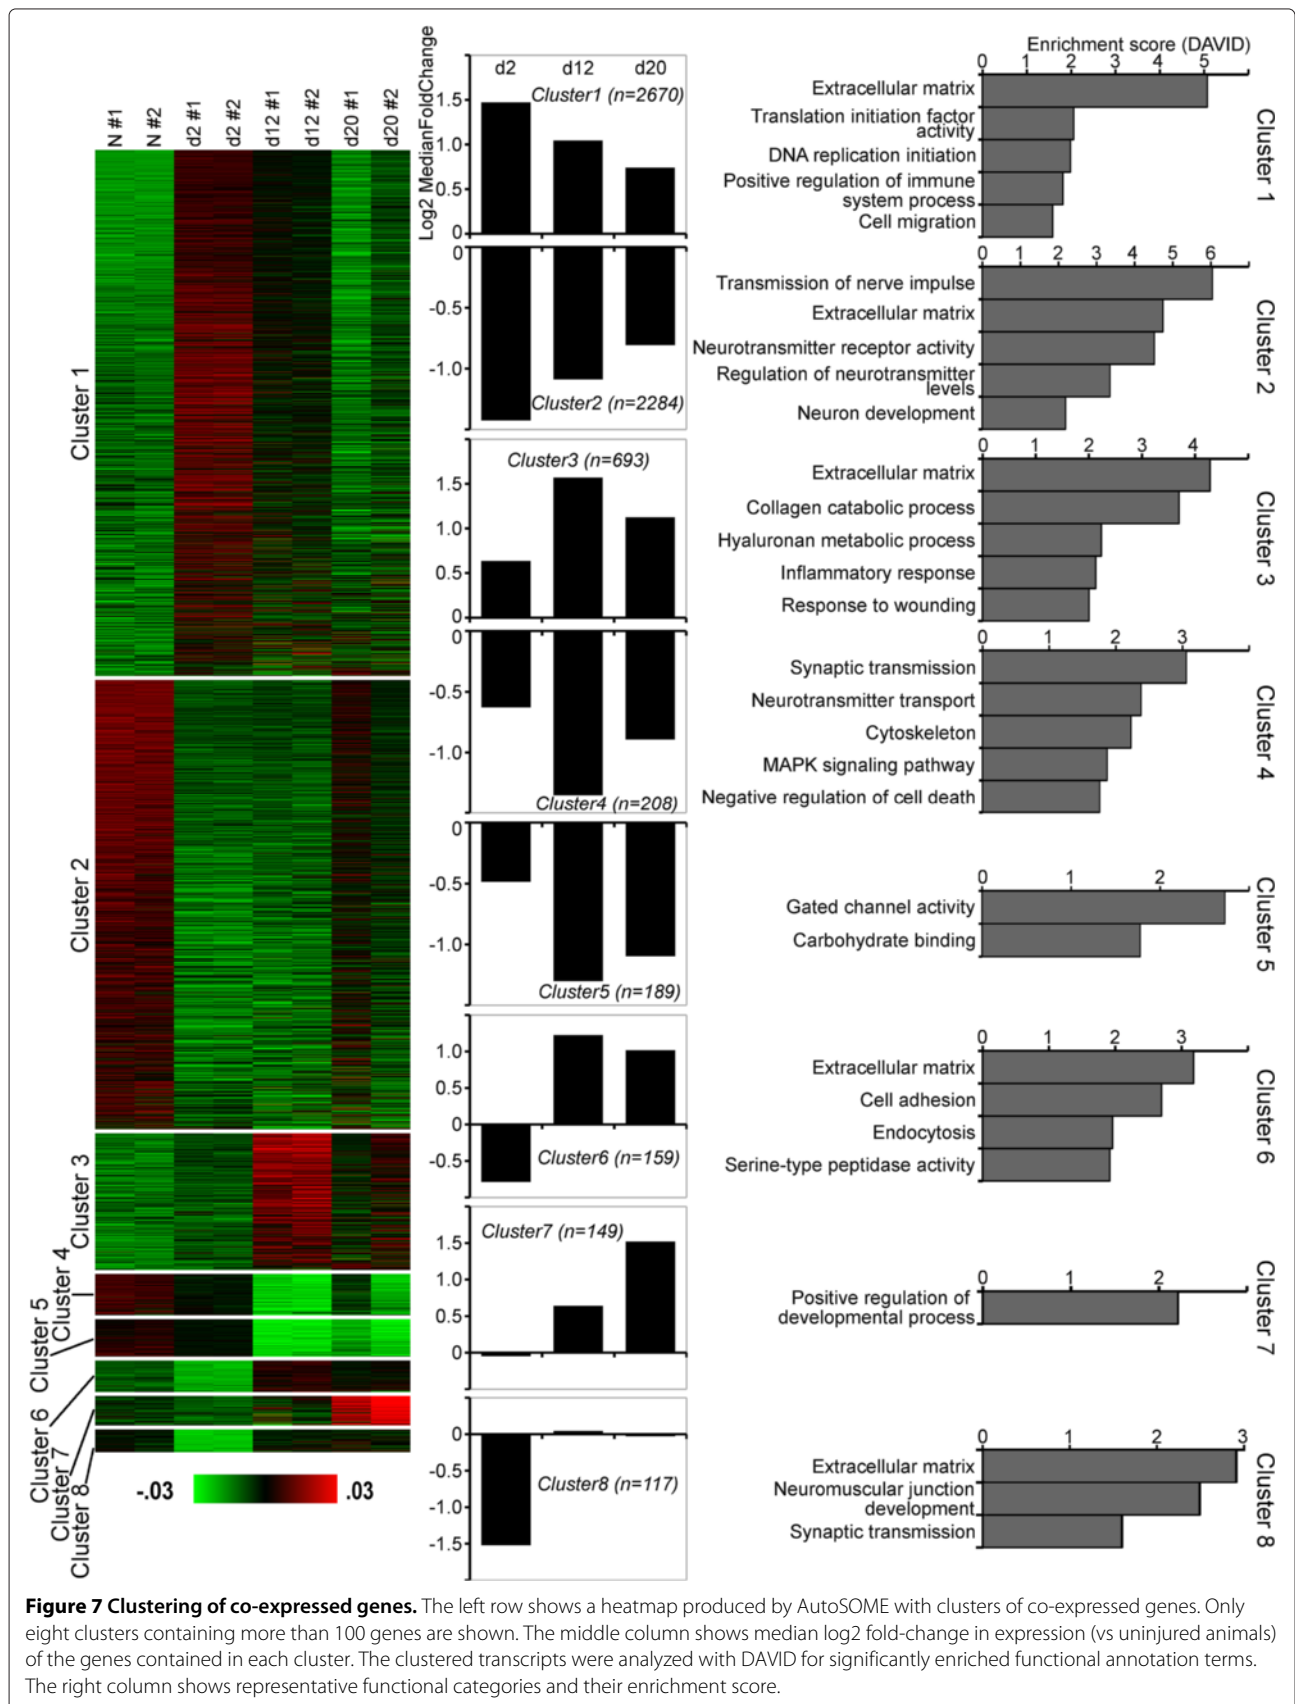 N #1
N #2
d2 #1
d2 #2
d12 #1
d12 #2
d20 #1
d20 #2
Cluster 1
Cluster 2
Cluster 3
Cluster 4
Cluster 5
Cluster 6
Cluster 7
Cluster 8
-.03
.03
Log2 MedianFoldChange
d2 d12 d20
Cluster1 (n=2670)
1.5
1.0
0.5
0
0
-0.5
-1.0
Cluster2 (n=2284)
Cluster3 (n=693)
1.5
1.0
0.5
0
0
-0.5
-1.0
Cluster4 (n=208)
0
-0.5
-1.0
Cluster5 (n=189)
1.0
0.5
0
-0.5
Cluster6 (n=159)
Cluster7 (n=149)
1.5
1.0
0.5
0
0
-0.5
-1.0
-1.5
Cluster8 (n=117)
Enrichment score (DAVID)
0 1 2 3 4 5
Extracellular matrix
Translation initiation factor
activity
DNA replication initiation
Positive regulation of immune
system process
Cell migration
Cluster 1
0 1 2 3 4 5 6
Transmission of nerve impulse
Extracellular matrix
Neurotransmitter receptor activity
Regulation of neurotransmitter
levels
Neuron development
Cluster 2
0 1 2 3 4
Extracellular matrix
Collagen catabolic process
Hyaluronan metabolic process
Inflammatory response
Response to wounding
Cluster 3
0 1 2 3
Synaptic transmission
Neurotransmitter transport
Cytoskeleton
MAPK signaling pathway
Negative regulation of cell death
Cluster 4
0 1 2
Gated channel activity
Carbohydrate binding
Cluster 5
0 1 2 3
Extracellular matrix
Cell adhesion
Endocytosis
Serine-type peptidase activity
Cluster 6
0 1 2
Positive regulation of
developmental process
Cluster 7
0 1 2 3
Extracellular matrix
Neuromuscular junction
development
Synaptic transmission
Cluster 8
Figure 7 Clustering of co-expressed genes. The left row shows a heatmap produced by AutoSOME with clusters of co-expressed genes. Only
eight clusters containing more than 100 genes are shown. The middle column shows median log2 fold-change in expression (vs uninjured animals)
of the genes contained in each cluster. The clustered transcripts were analyzed with DAVID for significantly enriched functional annotation terms.
The right column shows representative functional categories and their enrichment score.